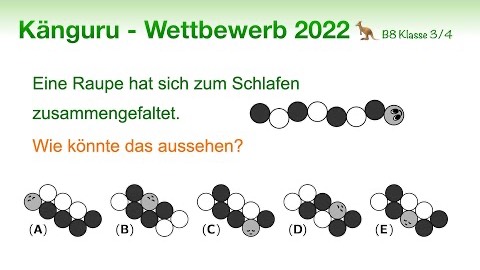 Känguru - Wettbewerb 2022 B8 Klasse 3/4
Eine Raupe hat sich zum Schlafen
zusammengefaltet.
Wie könnte das aussehen?
(A) (B) (C) (D) (E)